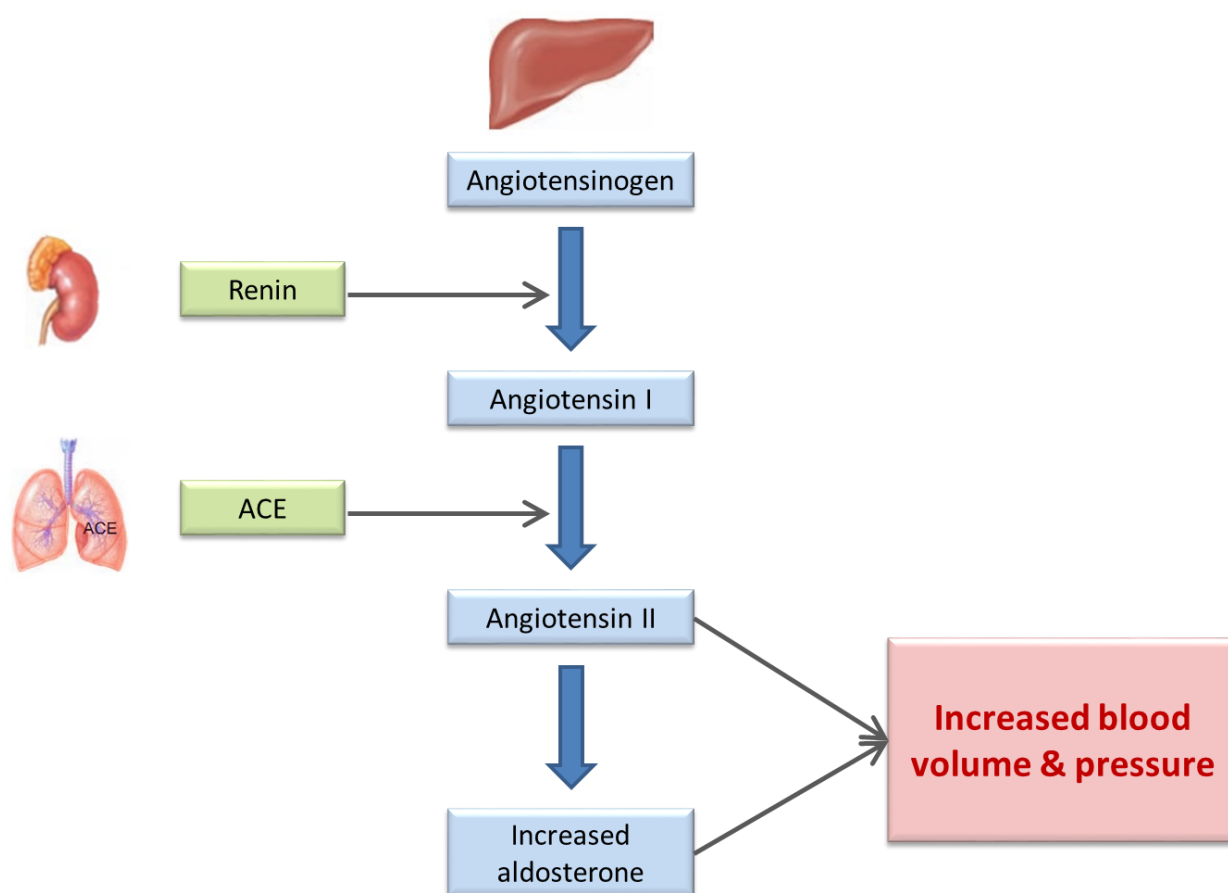 Angiotensinogen
Renin
Angiotensin I
ACE
ACE
Angiotensin II
Increased blood
volume & pressure
Increased
aldosterone